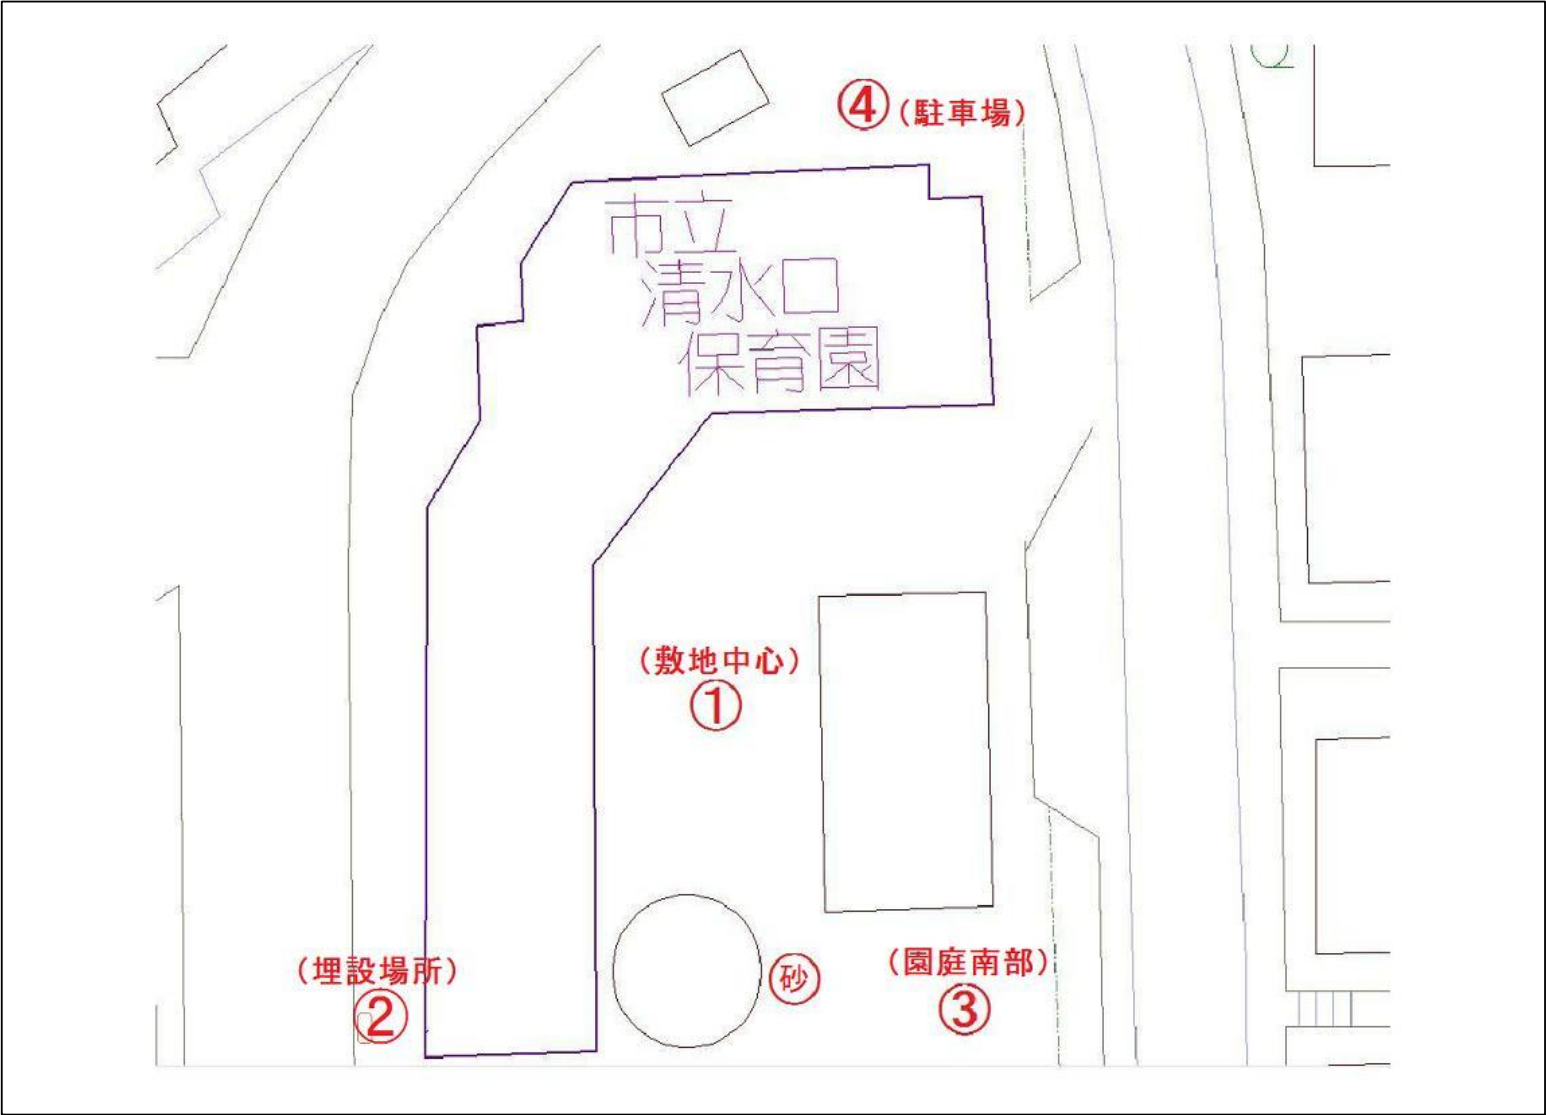 ④(駐車場)
市立
清水口
保育園
(敷地中心)
①
(埋設場所)
②
砂
(園庭南部)
③